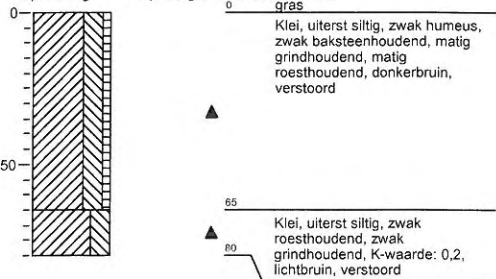 0
0
gras
Klei, uiterst siltig, zwak humeus,
zwak baksteenhoudend, matig
grindhoudend, matig
roesthoudend, donkerbruin,
verstoord
50
65
Klei, uiterst siltig, zwak
roesthoudend, zwak
grindhoudend, K-waarde: 0,2,
lichtbruin, verstoord
80